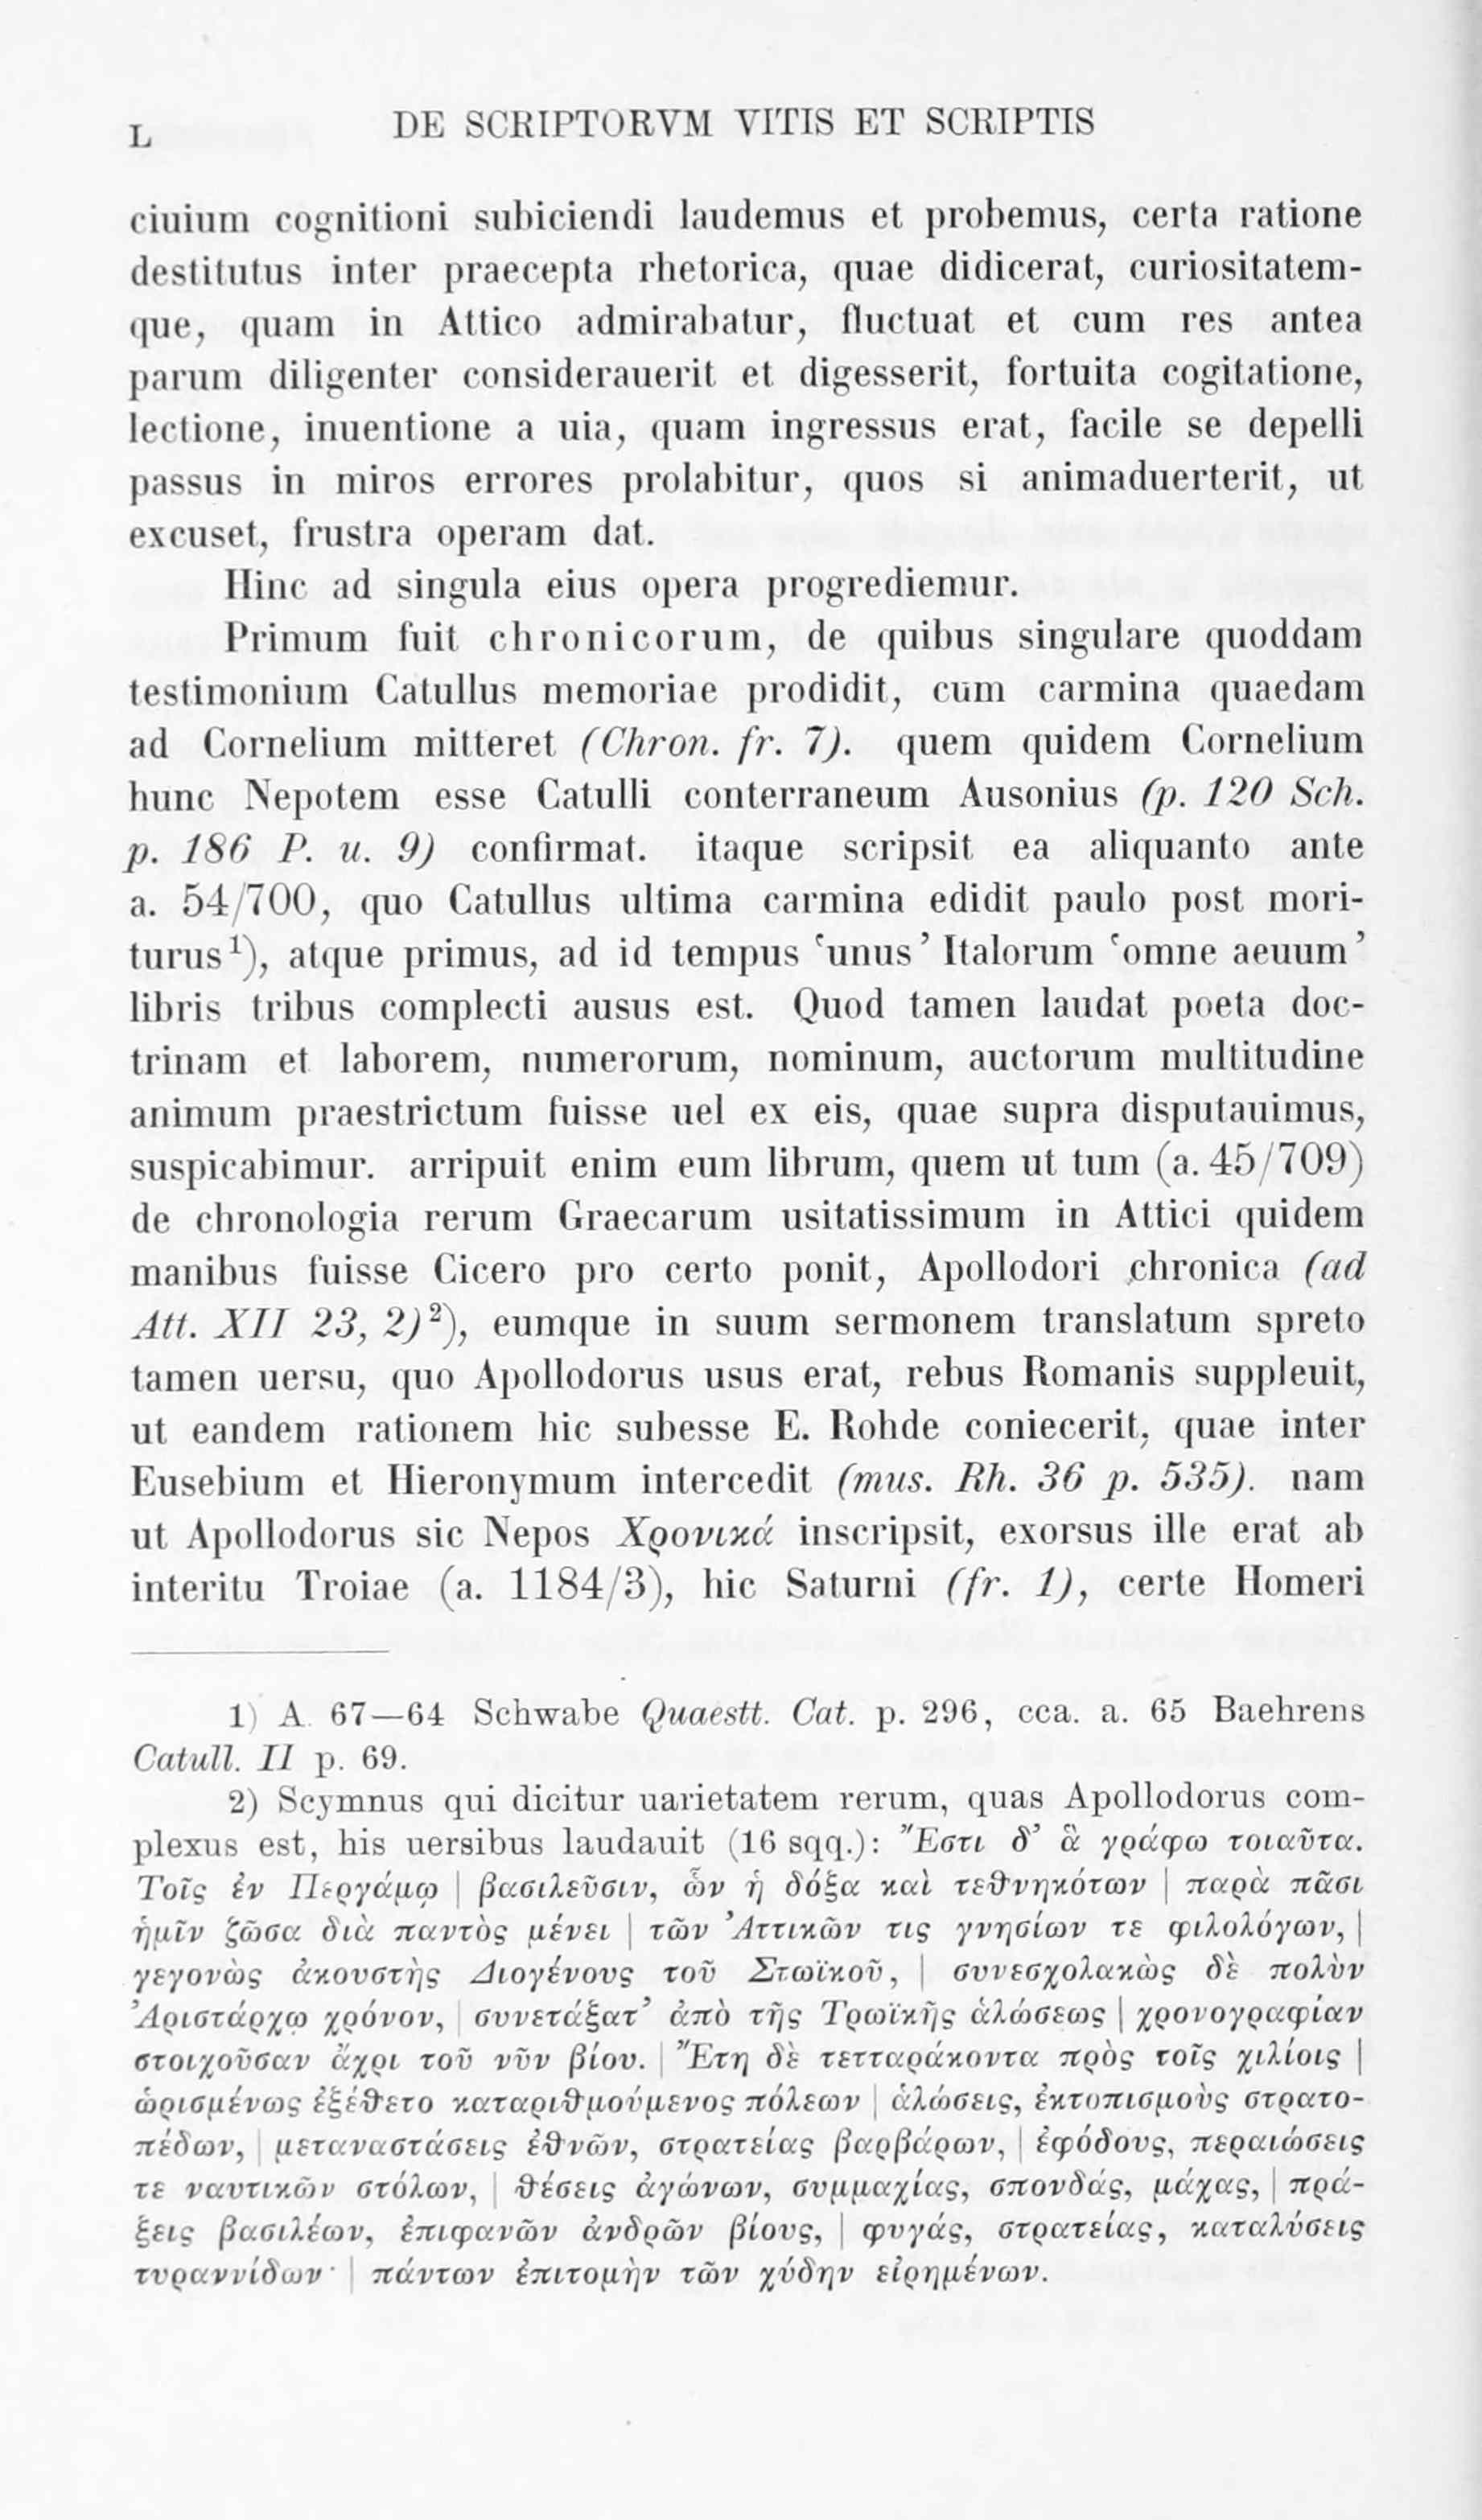 L DE SCRIPTORVM VITIS ET SCRIPTIS
ciuium cognitioni subiciendi laudemus et probemus, certa ratione
destitutus inter praecepta rhetorica, quae didicerat, curiositatem-
que, quam in Attico admirabatur, fluctuat et cum res antea
parum diligenter considerauerit et digesserit, fortuita cogitatione,
lectione, inuentione a uia, quam ingressus erat, facile se depelli
passus in miros errores prolabitur, quos si animaduerterit, ut
excuset, frustra operam dat.
Hinc ad singula eius opera progrediemur.
Primum fuit chronicorum, de quibus singulare quoddam
testimonium Catullus memoriae prodidit, cum carmina quaedam
ad Cornelium mitteret (Chron. fr. 7). quem quidem Cornelium
hunc Nepotem esse Catulli conterraneum Ausonius (p. 120 Sch.
p. 186 P. u. 9) confirmat. itaque scripsit ea aliquanto ante
a. 54/700, quo Catullus ultima carmina edidit paulo post mori-
turus¹), atque primus, ad id tempus ‘unus’ Italorum ‘omne aeuum’
libris tribus complecti ausus est. Quod tamen laudat poeta doc-
trinam et laborem, numerorum, nominum, auctorum multitudine
animum praestrictum fuisse uel ex eis, quae supra disputauimus,
suspicabimur. arripuit enim eum librum, quem ut tum (a. 45/709)
de chronologia rerum Graecarum usitatissimum in Attici quidem
manibus fuisse Cicero pro certo ponit, Apollodori chronica (ad
Att. XII 23, 2)²), eumque in suum sermonem translatum spreto
tamen uersu, quo Apollodorus usus erat, rebus Romanis suppleuit,
ut eandem rationem hic subesse E. Rohde coniecerit, quae inter
Eusebium et Hieronymum intercedit (mus. Rh. 36 p. 535). nam
ut Apollodorus sic Nepos Χρονικά inscripsit, exorsus ille erat ab
interitu Troiae (a. 1184/3), hic Saturni (fr. 1), certe Homeri
1) A. 67—64 Schwabe Quaestt. Cat. p. 296, cca. a. 65 Baehrens
Catull. II p. 69.
2) Scymnus qui dicitur uarietatem rerum, quas Apollodorus com-
plexus est, his uersibus laudauit (16 sqq.): Ἔστι δ’ ἃ γράφω τοιαῦτα.
Τοῖς ἐν Περγάμῳ | βασιλεῦσιν, ὧν ἡ δόξα καὶ τεθνηκότων | παρὰ πᾶσι
ἡμῖν ζῶσα διὰ παντὸς μένει | τῶν Ἀττικῶν τις γνησίων τε φιλολόγων, |
γεγονὼς ἀκουστὴς Διογένους τοῦ Στωϊκοῦ, | συνεσχολακὼς δὲ πολὺν
Ἀριστάρχῳ χρόνον, | συνετάξατ’ ἀπὸ τῆς Τρωϊκῆς ἁλώσεως | χρονογραφίαν
στοιχοῦσαν ἄχρι τοῦ νῦν βίου. | Ἔτη δὲ τετταράκοντα πρὸς τοῖς χιλίοις |
ὡρισμένως ἐξέθετο καταριθμούμενος πόλεων | ἁλώσεις, ἐκτοπισμοὺς στρατο-
πέδων, | μεταναστάσεις ἐθνῶν, στρατείας βαρβάρων, | ἐφόδους, περαιώσεις
τε ναυτικῶν στόλων, | θέσεις ἀγώνων, συμμαχίας, σπονδάς, μάχας, | πρά-
ξεις βασιλέων, ἐπιφανῶν ἀνδρῶν βίους, | φυγάς, στρατείας, καταλύσεις
τυραννίδων· | πάντων ἐπιτομὴν τῶν χύδην εἰρημένων.